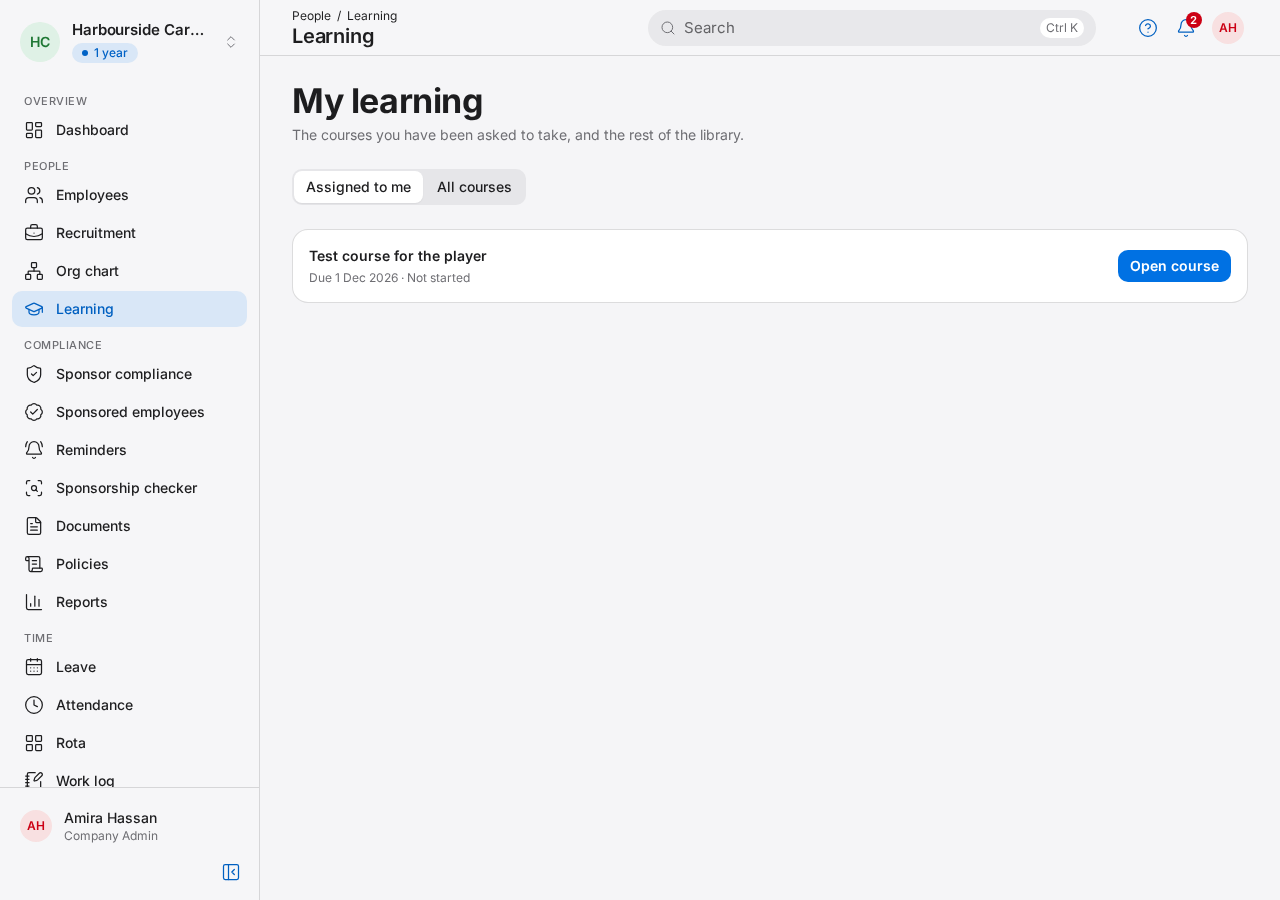 HC
Harbourside Car...
1 year
OVERVIEW
Dashboard
PEOPLE
Employees
Recruitment
Org chart
Learning
COMPLIANCE
Sponsor compliance
Sponsored employees
Reminders
Sponsorship checker
Documents
Policies
Reports
TIME
Leave
Attendance
Rota
Work log
AH
Amira Hassan
Company Admin
People / Learning
Learning
Search
Ctrl K
2
AH
My learning
The courses you have been asked to take, and the rest of the library.
Assigned to me
All courses
Test course for the player
Due 1 Dec 2026 · Not started
Open course